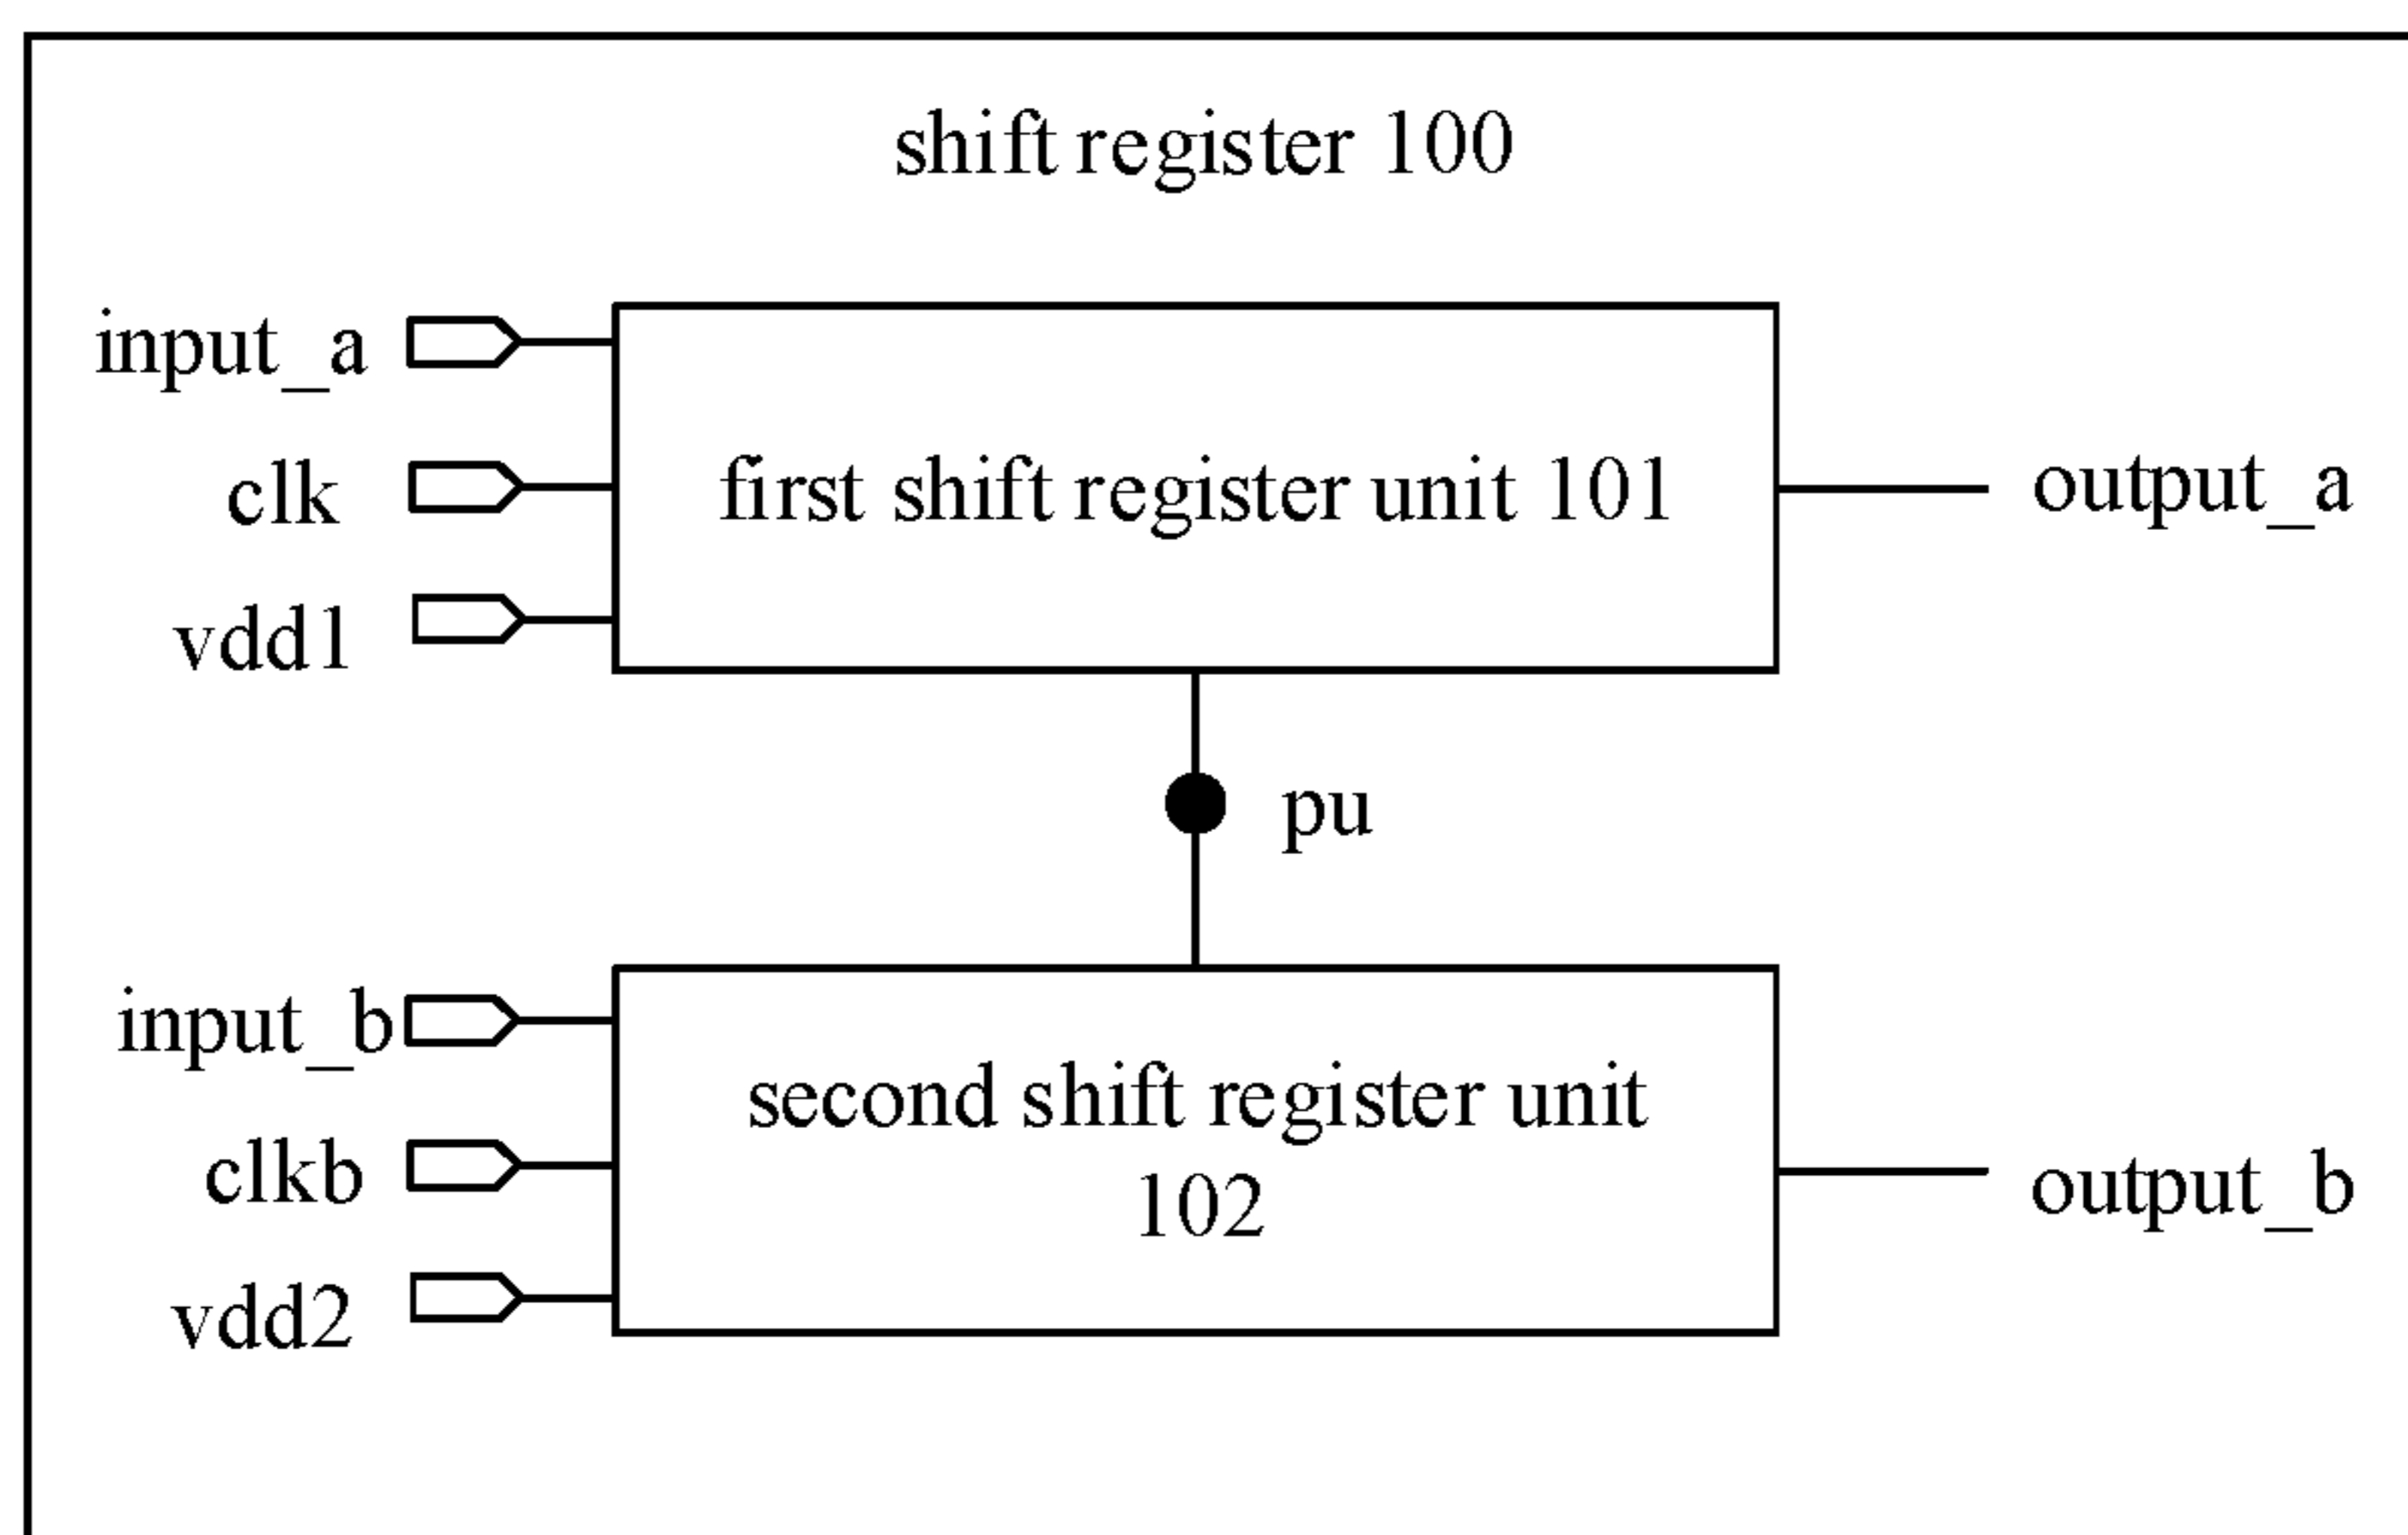 shift register 100
input_a
clk
vdd1
first shift register unit 101
output_a
pu
input_b
clkb
vdd2
second shift register unit
102
output_b